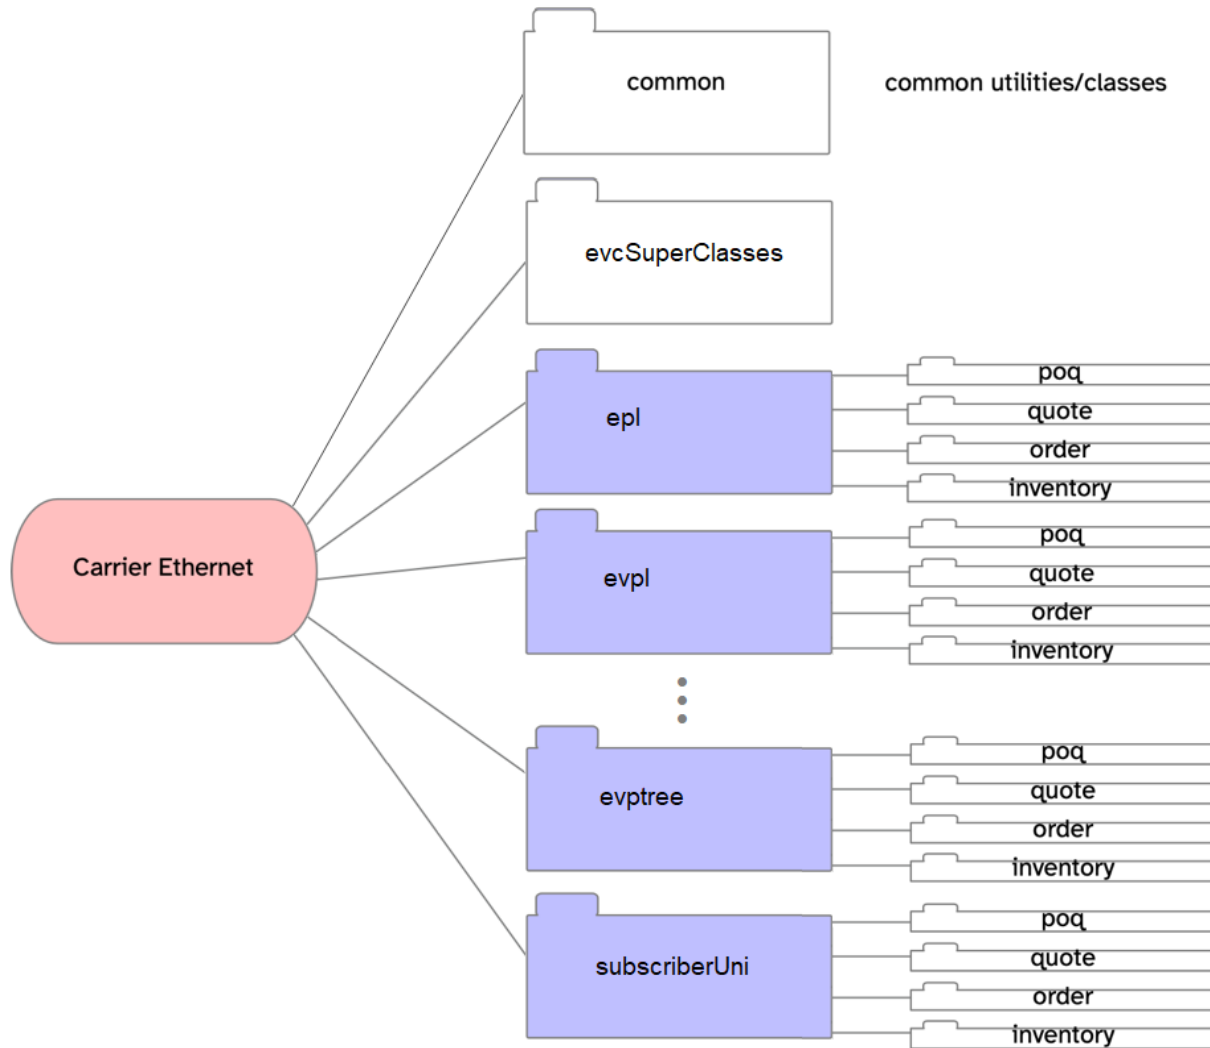 common
common utilities/classes
evcSuperClasses
epl
poq
quote
order
inventory
Carrier Ethernet
evpl
poq
quote
order
inventory
evptree
poq
quote
order
inventory
subscriberUni
poq
quote
order
inventory